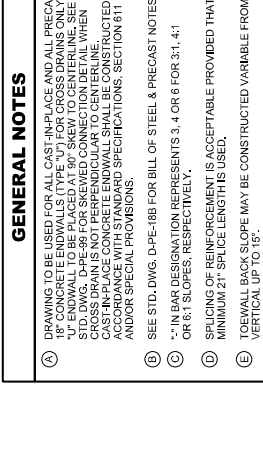 GENERAL NOTES
Ⓐ DRAWING TO BE USED FOR ALL CAST-IN-PLACE AND ALL PRECA
18" CONCRETE ENDWALLS (TYPE "U") FOR CROSS DRAINS ONLY
"U" ENDWALL TO BE PLACED AT 90° SKEW TO CENTERLINE. SEE
STD. DWG. D-PE-99 FOR SKEWED CONNECTION DETAIL WHEN
CROSS DRAIN IS NOT PERPENDICULAR TO CENTERLINE.
CAST-IN-PLACE CONCRETE ENDWALL SHALL BE CONSTRUCTED
ACCORDANCE WITH STANDARD SPECIFICATIONS, SECTION 611
AND/OR SPECIAL PROVISIONS.
Ⓑ SEE STD. DWG. D-PE-18B FOR BILL OF STEEL & PRECAST NOTES
Ⓒ "-" IN BAR DESIGNATION REPRESENTS 3, 4 OR 6 FOR 3:1, 4:1
OR 6:1 SLOPES, RESPECTIVELY.
Ⓓ SPLICING OF REINFORCEMENT IS ACCEPTABLE PROVIDED THAT
MINIMUM 21" SPLICE LENGTH IS USED.
Ⓔ TOEWALL BACK SLOPE MAY BE CONSTRUCTED VARIABLE FROM
VERTICAL UP TO 15°.